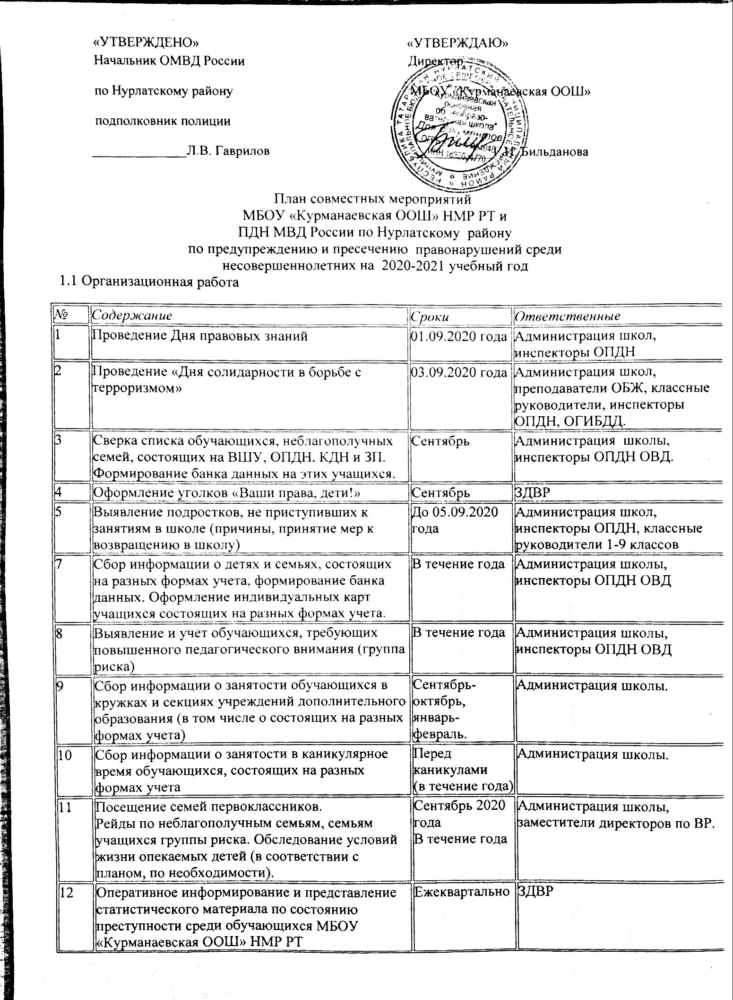 «УТВЕРЖДЕНО»
Начальник ОМВД России
по Нурлатскому району
подполковник полиции
Л.В. Гаврилов
«УТВЕРЖДАЮ»
Директор
МБОУ «Курманаевская ООШ»
Бильданова
РЕСПУБЛИКА ТАТАРСТАН НУРЛАТСКИЙ МУНИЦИПАЛЬНЫЙ РАЙОН
Курманаевская
основная
школа"
Для документов
План совместных мероприятий
МБОУ «Курманаевская ООШ» НМР РТ и
ПДН МВД России по Нурлатскому району
по предупреждению и пресечению правонарушений среди
несовершеннолетних на 2020-2021 учебный год
1.1 Организационная работа
№ Содержание Сроки Ответственные
1 Проведение Дня правовых знаний 01.09.2020 года Администрация школ,
инспекторы ОПДН
2 Проведение «Дня солидарности в борьбе с 03.09.2020 года Администрация школ,
терроризмом» преподаватели ОБЖ, классные
руководители, инспекторы
ОПДН, ОГИБДД.
3 Сверка списка обучающихся, неблагополучных Сентябрь Администрация школы,
семей, состоящих на ВШУ, ОПДН. КДН и ЗП. инспекторы ОПДН ОВД.
Формирование банка данных на этих учащихся.
4 Оформление уголков «Ваши права, дети!» Сентябрь ЗДВР
5 Выявление подростков, не приступивших к До 05.09.2020 Администрация школ,
занятиям в школе (причины, принятие мер к года инспекторы ОПДН, классные
возвращению в школу) руководители 1-9 классов
7 Сбор информации о детях и семьях, состоящих В течение года Администрация школы,
на разных формах учета, формирование банка инспекторы ОПДН ОВД
данных. Оформление индивидуальных карт
учащихся состоящих на разных формах учета.
8 Выявление и учет обучающихся, требующих В течение года Администрация школы,
повышенного педагогического внимания (группа инспекторы ОПДН ОВД
риска)
9 Сбор информации о занятости обучающихся в Сентябрь- Администрация школы.
кружках и секциях учреждений дополнительного октябрь,
образования (в том числе о состоящих на разных январь-
формах учета) февраль.
10 Сбор информации о занятости в каникулярное Перед Администрация школы.
время обучающихся, состоящих на разных каникулами
формах учета (в течение года)
11 Посещение семей первоклассников. Сентябрь 2020 Администрация школы,
Рейды по неблагополучным семьям, семьям года заместители директоров по ВР.
учащихся группы риска. Обследование условий В течение года
жизни опекаемых детей (в соответствии с
планом, по необходимости).
12 Оперативное информирование и представление Ежеквартально ЗДВР
статистического материала по состоянию
преступности среди обучающихся МБОУ
«Курманаевская ООШ» НМР РТ